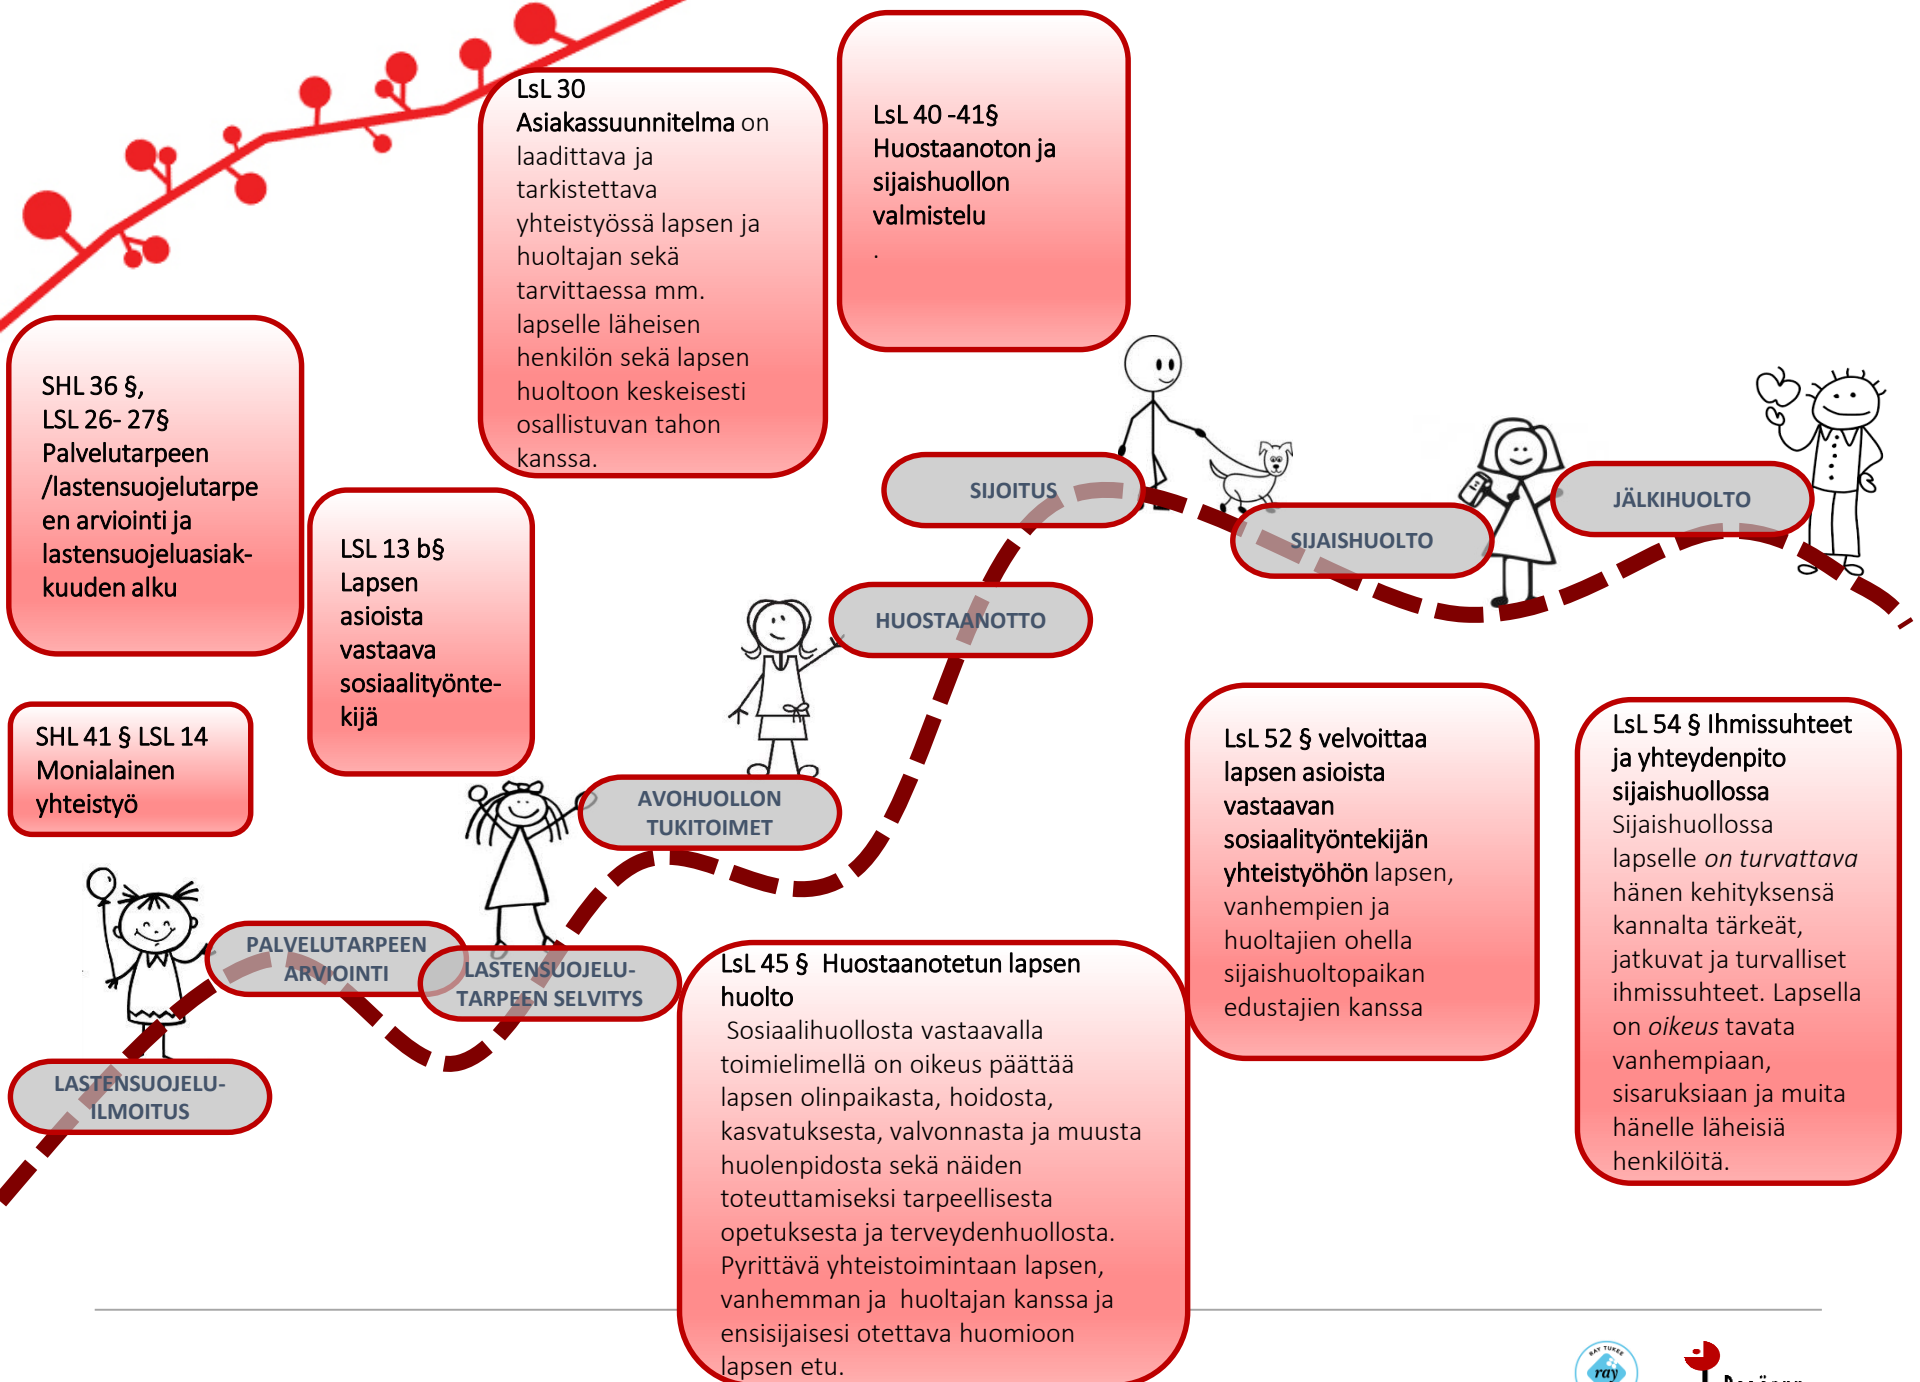 LsL 30
Asiakassuunnitelma on
laadittava ja
tarkistettava
yhteistyössä lapsen ja
huoltajan sekä
tarvittaessa mm.
lapselle läheisen
henkilön sekä lapsen
huoltoon keskeisesti
osallistuvan tahon
kanssa.
LsL 40 -41§
Huostaanoton ja
sijaishuollon
valmistelu
.
SHL 36 §,
LSL 26- 27§
Palvelutarpeen
/lastensuojelutarpe
en arviointi ja
lastensuojeluasiak-
kuuden alku
LSL 13 b§
Lapsen
asioista
vastaava
sosiaalityönte-
kijä
SHL 41 § LSL 14
Monialainen
yhteistyö
SIJOITUS
SIJAISHUOLTO
JÄLKIHUOLTO
HUOSTAANOTTO
AVOHUOLLON
TUKITOIMET
PALVELUTARPEEN
ARVIOINTI
LASTENSUOJELU-
TARPEEN SELVITYS
LASTENSUOJELU-
ILMOITUS
LsL 45 § Huostaanotetun lapsen
huolto
Sosiaalihuollosta vastaavalla
toimielimellä on oikeus päättää
lapsen olinpaikasta, hoidosta,
kasvatuksesta, valvonnasta ja muusta
huolenpidosta sekä näiden
toteuttamiseksi tarpeellisesta
opetuksesta ja terveydenhuollosta.
Pyrittävä yhteistoimintaan lapsen,
vanhemman ja huoltajan kanssa ja
ensisijaisesi otettava huomioon
lapsen etu.
LsL 52 § velvoittaa
lapsen asioista
vastaavan
sosiaalityöntekijän
yhteistyöhön lapsen,
vanhempien ja
huoltajien ohella
sijaishuoltopaikan
edustajien kanssa
LsL 54 § Ihmissuhteet
ja yhteydenpito
sijaishuollossa
Sijaishuollossa
lapselle on turvattava
hänen kehityksensä
kannalta tärkeät,
jatkuvat ja turvalliset
ihmissuhteet. Lapsella
on oikeus tavata
vanhempiaan,
sisaruksiaan ja muita
hänelle läheisiä
henkilöitä.
RAY TUKEE
ray